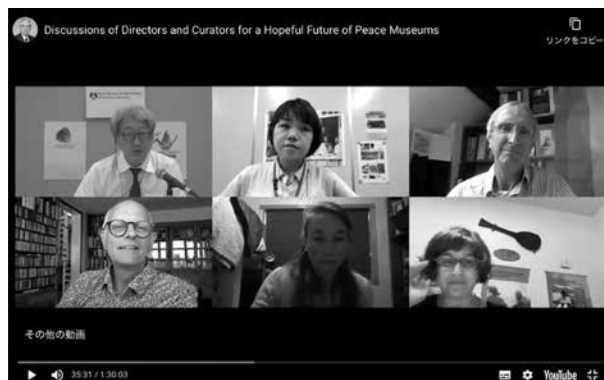 Discussions of Directors and Curators for a Hopeful Future of Peace Museums
リンクをコピー
その他の動画
35:31 / 1:30:03
YouTube